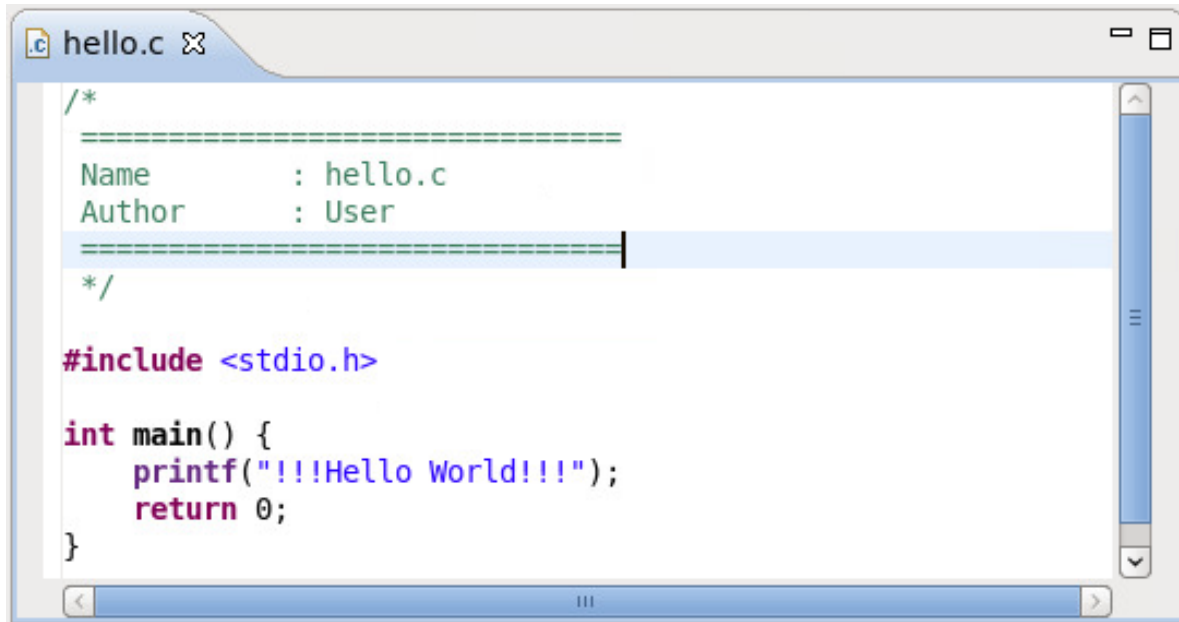 .c hello.c
/*
===============================
Name        : hello.c
Author      : User
===============================
*/
#include <stdio.h>
int main() {
    printf("!!!Hello World!!!");
    return 0;
}